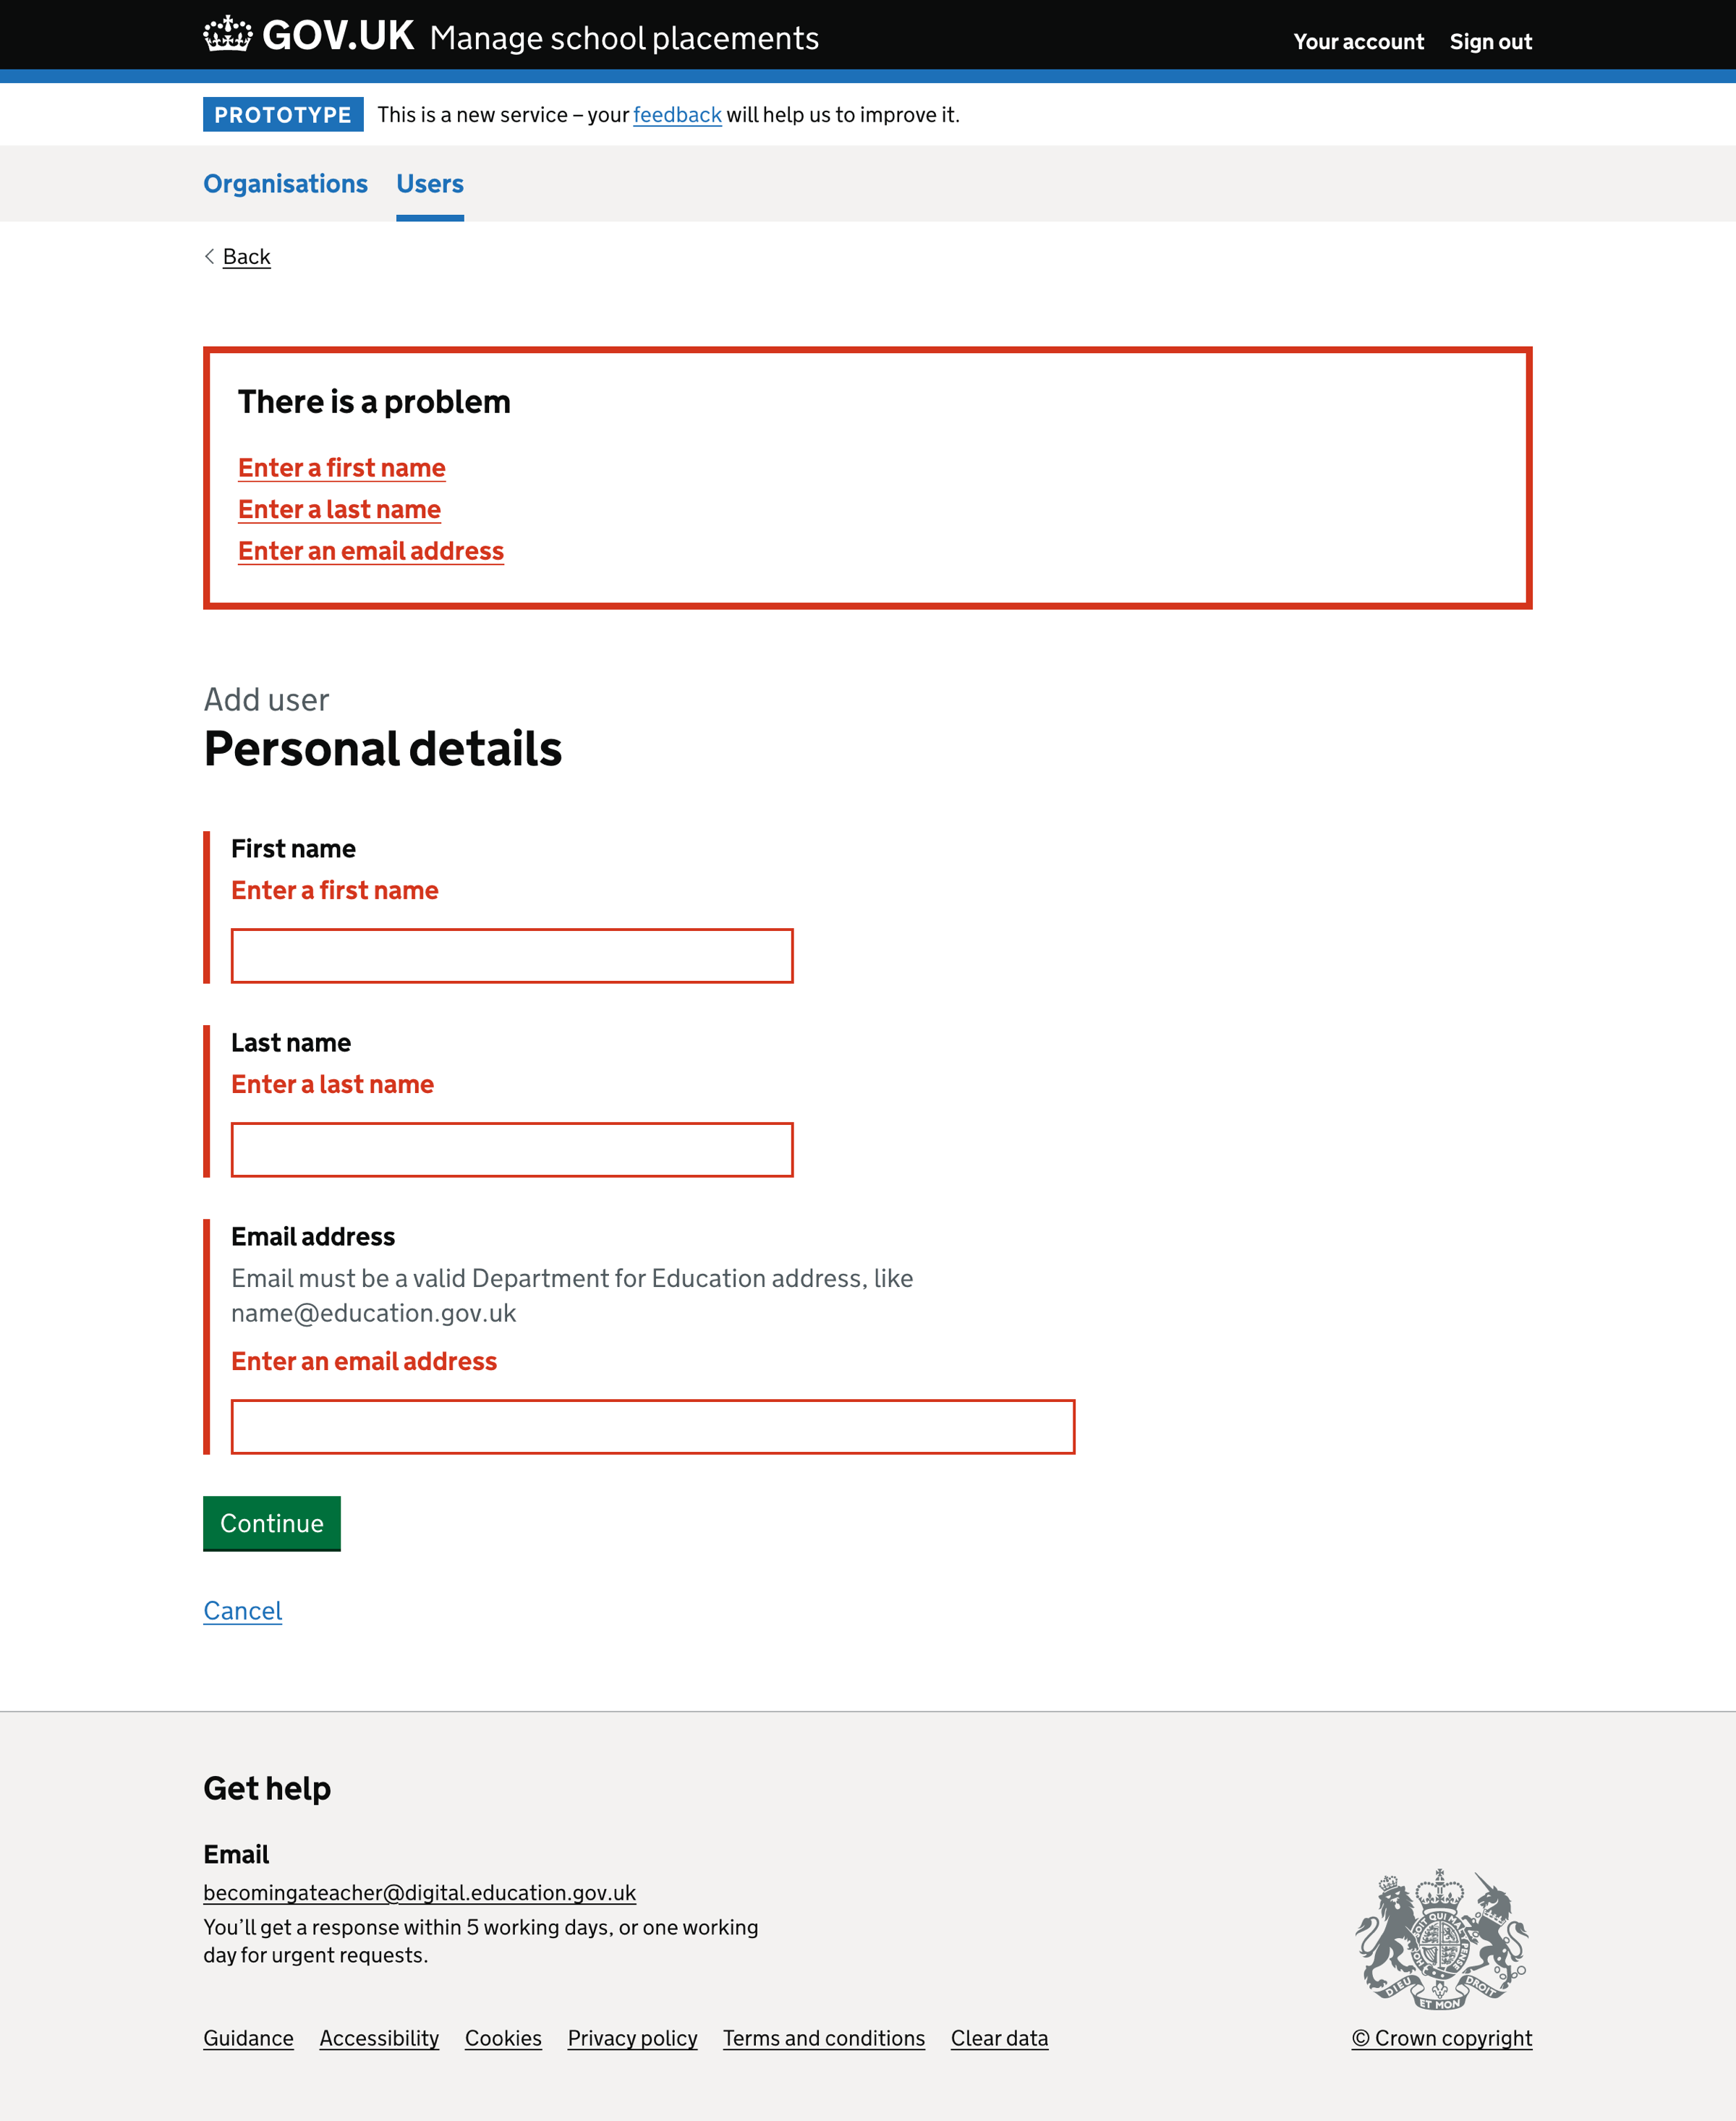 GOV.UK Manage school placements
Your account Sign out
PROTOTYPE This is a new service – your feedback will help us to improve it.
Organisations Users
Back
There is a problem
Enter a first name
Enter a last name
Enter an email address
Add user
Personal details
First name
Enter a first name
Last name
Enter a last name
Email address
Email must be a valid Department for Education address, like
name@education.gov.uk
Enter an email address
Continue
Cancel
Get help
Email
becomingateacher@digital.education.gov.uk
You’ll get a response within 5 working days, or one working
day for urgent requests.
DIEU ET MON DROIT
Guidance Accessibility Cookies Privacy policy Terms and conditions Clear data
© Crown copyright